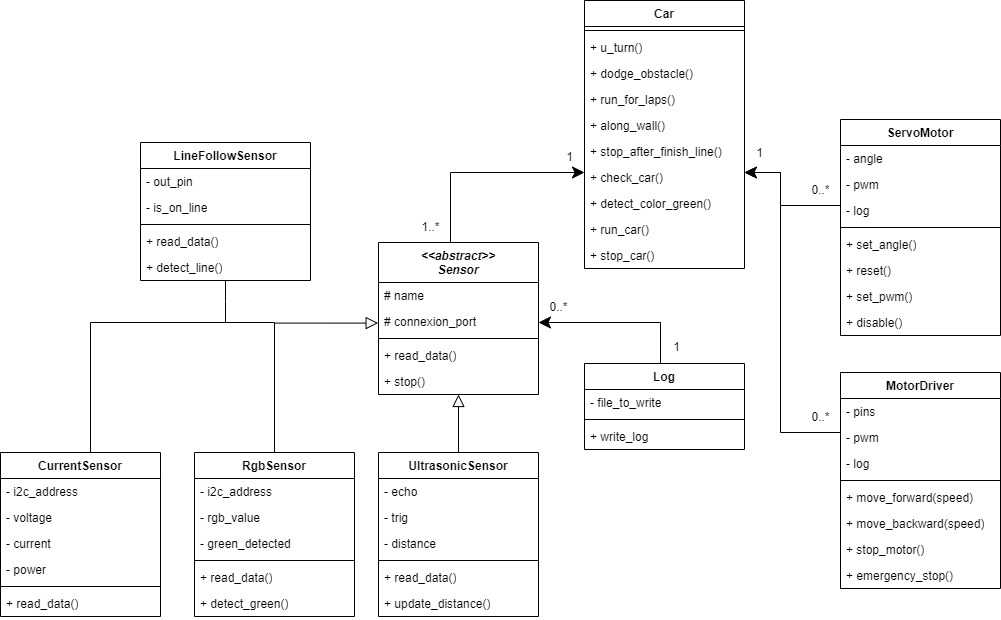 Car
+ u_turn()
+ dodge_obstacle()
+ run_for_laps()
+ along_wall()
+ stop_after_finish_line()
+ check_car()
+ detect_color_green()
+ run_car()
+ stop_car()
LineFollowSensor
- out_pin
- is_on_line
+ read_data()
+ detect_line()
1
1..*
<<abstract>>
Sensor
# name
# connexion_port
+ read_data()
+ stop()
1
0..*
0..*
ServoMotor
- angle
- pwm
- log
+ set_angle()
+ reset()
+ set_pwm()
+ disable()
0..*
1
Log
- file_to_write
+ write_log
MotorDriver
- pins
- pwm
- log
+ move_forward(speed)
+ move_backward(speed)
+ stop_motor()
+ emergency_stop()
CurrentSensor
- i2c_address
- voltage
- current
- power
+ read_data()
RgbSensor
- i2c_address
- rgb_value
- green_detected
+ read_data()
+ detect_green()
UltrasonicSensor
- echo
- trig
- distance
+ read_data()
+ update_distance()